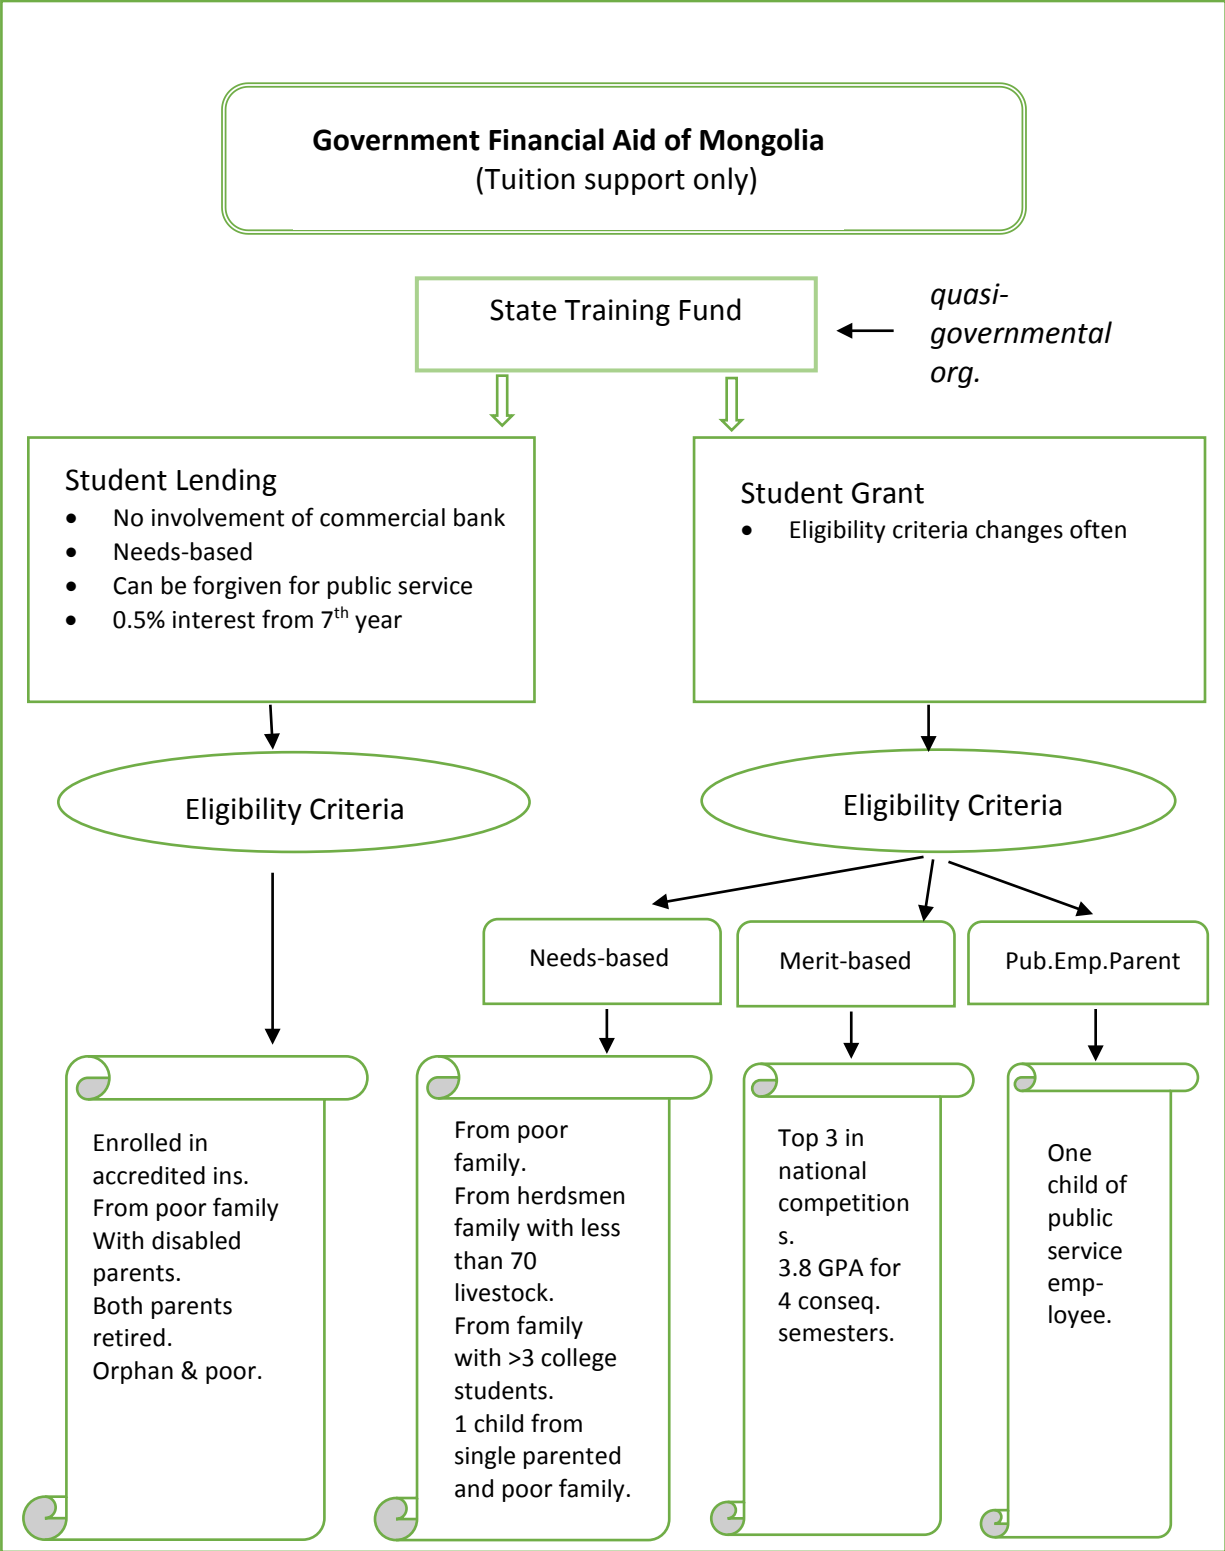 Government Financial Aid of Mongolia
(Tuition support only)
State Training Fund
quasi-
governmental
org.
Student Lending
• No involvement of commercial bank
• Needs-based
• Can be forgiven for public service
• 0.5% interest from 7th year
Student Grant
• Eligibility criteria changes often
Eligibility Criteria
Eligibility Criteria
Needs-based
Merit-based
Pub.Emp.Parent
Enrolled in
accredited ins.
From poor family
With disabled
parents.
Both parents
retired.
Orphan & poor.
From poor
family.
From herdsmen
family with less
than 70
livestock.
From family
with >3 college
students.
1 child from
single parented
and poor family.
Top 3 in
national
competition
s.
3.8 GPA for
4 conseq.
semesters.
One
child of
public
service
emp-
loyee.